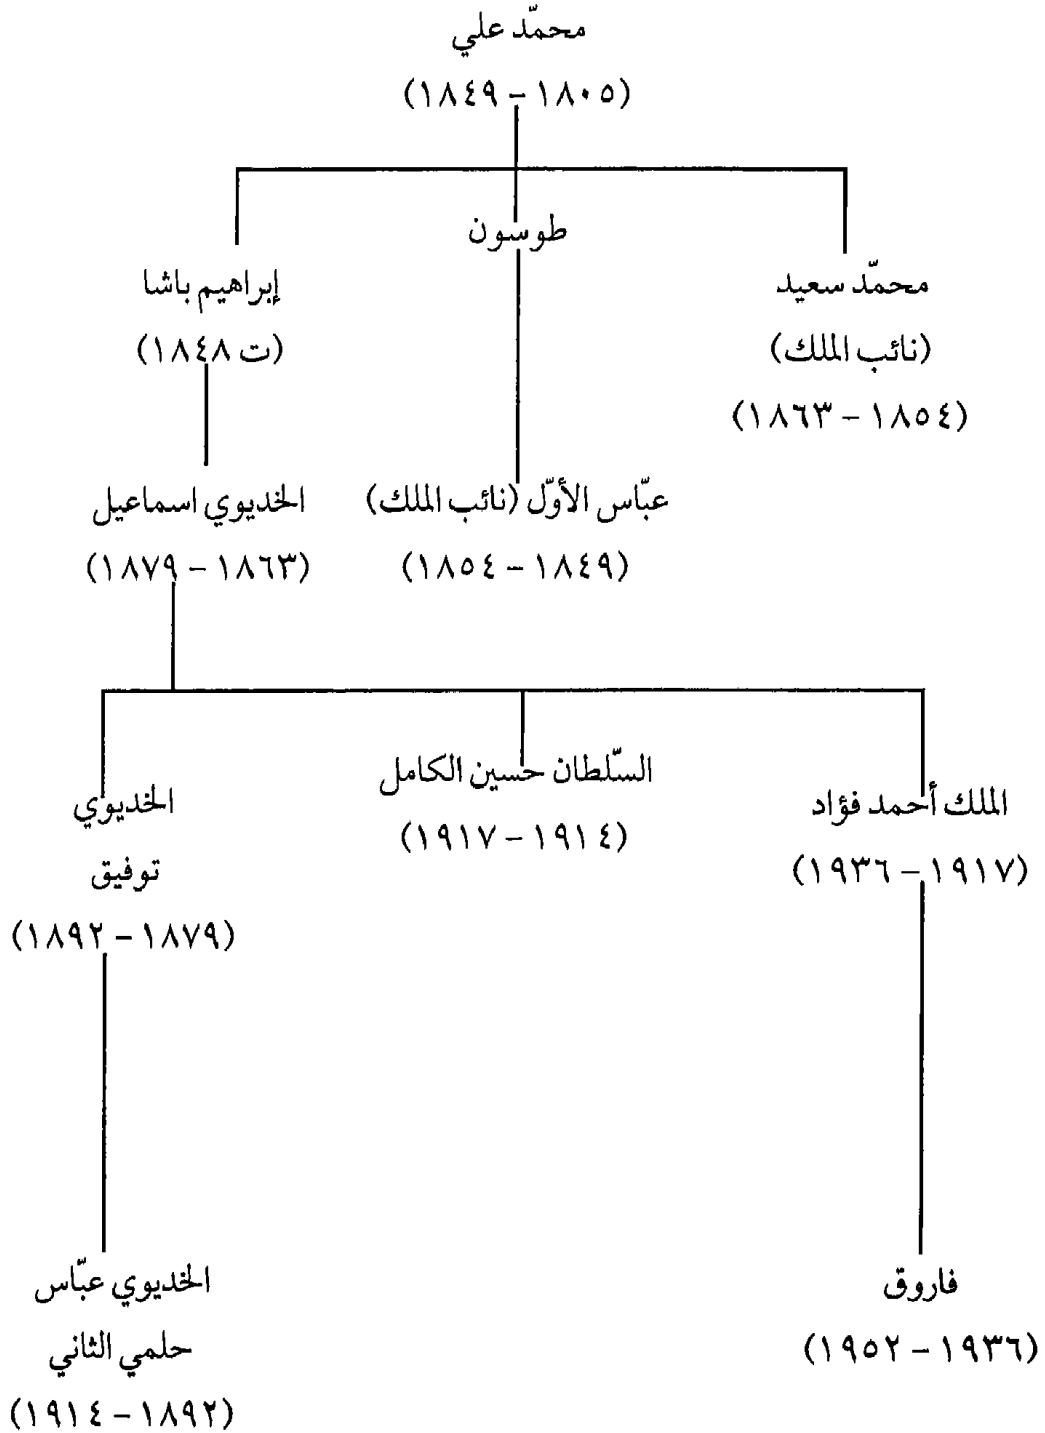 محمّد علي
(١٨٠٥ – ١٨٤٩)
طوسون
محمّد سعيد
(نائب الملك)
(١٨٥٤ – ١٨٦٣)
إبراهيم باشا
(ت ١٨٤٨)
عبّاس الأوّل (نائب الملك)
(١٨٤٩ – ١٨٥٤)
الخديوي اسماعيل
(١٨٦٣ – ١٨٧٩)
الملك أحمد فؤاد
(١٩١٧ – ١٩٣٦)
السّلطان حسين الكامل
(١٩١٤ – ١٩١٧)
الخديوي
توفيق
(١٨٧٩ – ١٨٩٢)
فاروق
(١٩٣٦ – ١٩٥٢)
الخديوي عبّاس
حلمي الثاني
(١٨٩٢ – ١٩١٤)